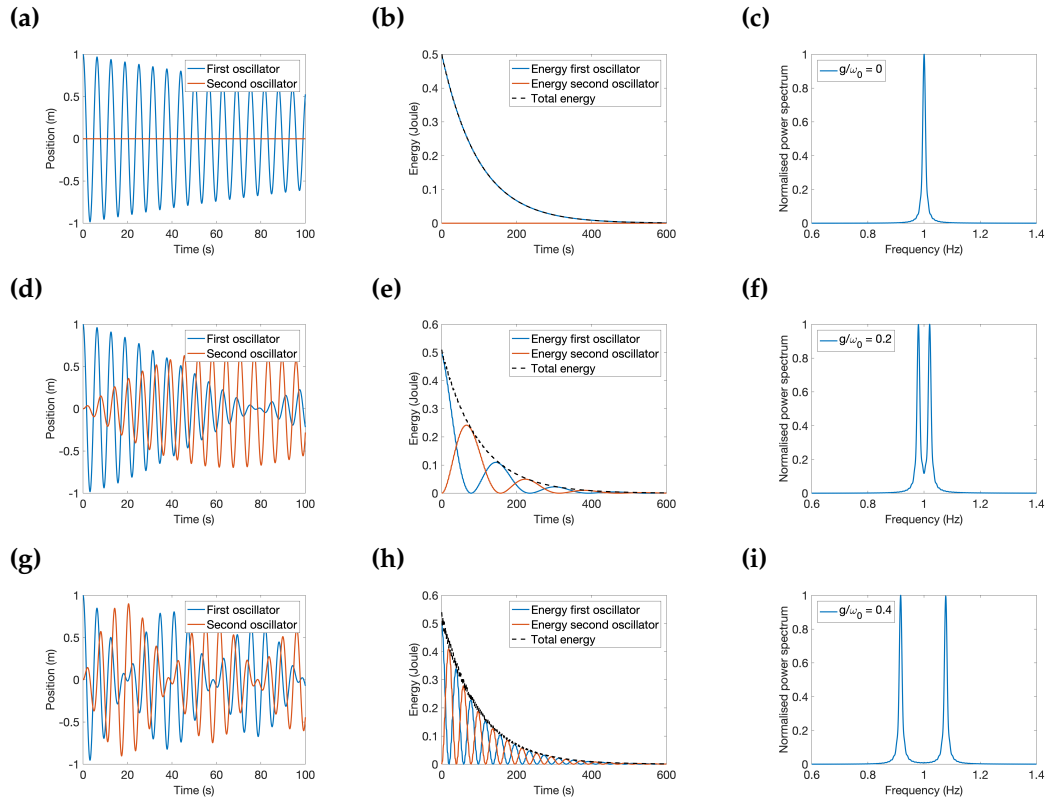 (a)
Position (m)
1
0.5
0
-0.5
-1
First oscillator
Second oscillator
0 20 40 60 80 100
Time (s)
(b)
Energy (Joule)
0.5
0.4
0.3
0.2
0.1
0
Energy first oscillator
Energy second oscillator
Total energy
0 200 400 600
Time (s)
(c)
Normalised power spectrum
1
0.8
0.6
0.4
0.2
0
g/ω0 = 0
0.6 0.8 1 1.2 1.4
Frequency (Hz)
(d)
Position (m)
1
0.5
0
-0.5
-1
First oscillator
Second oscillator
0 20 40 60 80 100
Time (s)
(e)
Energy (Joule)
0.6
0.5
0.4
0.3
0.2
0.1
0
Energy first oscillator
Energy second oscillator
Total energy
0 200 400 600
Time (s)
(f)
Normalised power spectrum
1
0.8
0.6
0.4
0.2
0
g/ω0 = 0.2
0.6 0.8 1 1.2 1.4
Frequency (Hz)
(g)
Position (m)
1
0.5
0
-0.5
-1
First oscillator
Second oscillator
0 20 40 60 80 100
Time (s)
(h)
Energy (Joule)
0.6
0.5
0.4
0.3
0.2
0.1
0
Energy first oscillator
Energy second oscillator
Total energy
0 200 400 600
Time (s)
(i)
Normalised power spectrum
1
0.8
0.6
0.4
0.2
0
g/ω0 = 0.4
0.6 0.8 1 1.2 1.4
Frequency (Hz)